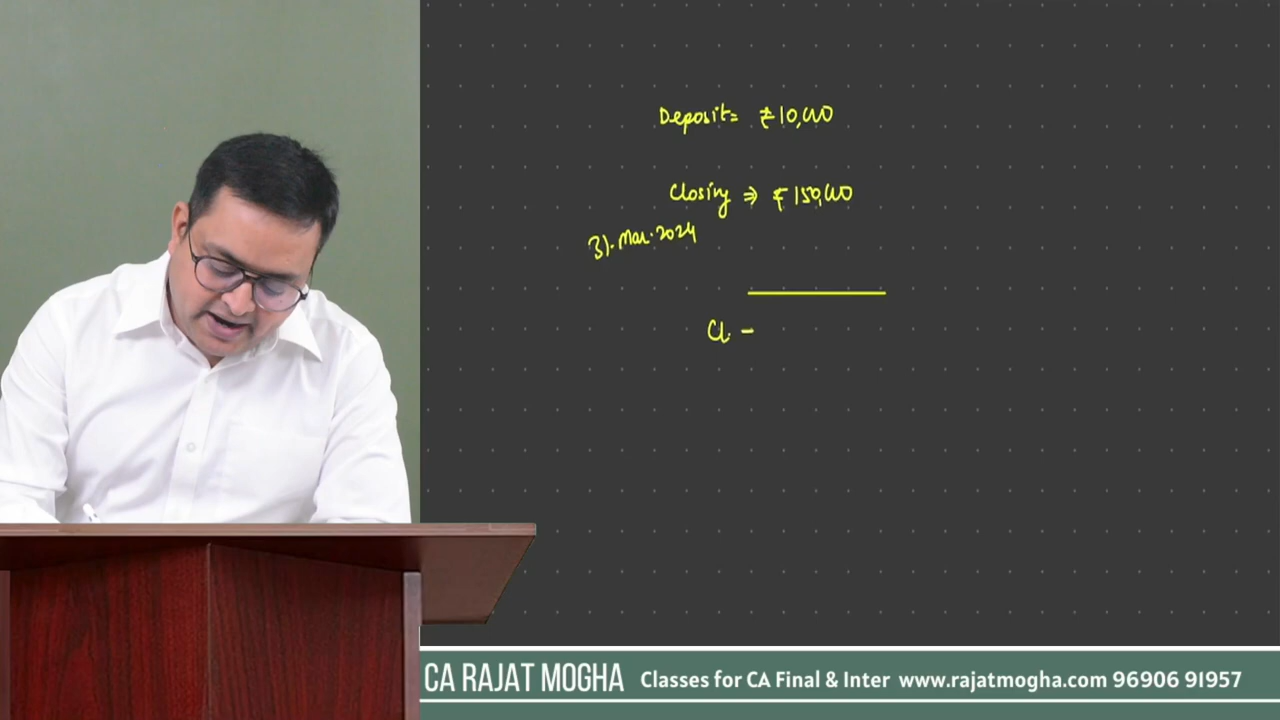 Deposit = ₹10,000
Closing ⇒ ₹150,000
31.Mar.2024
Cl. -
CA RAJAT MOGHA Classes for CA Final & Inter www.rajatmogha.com 96906 91957